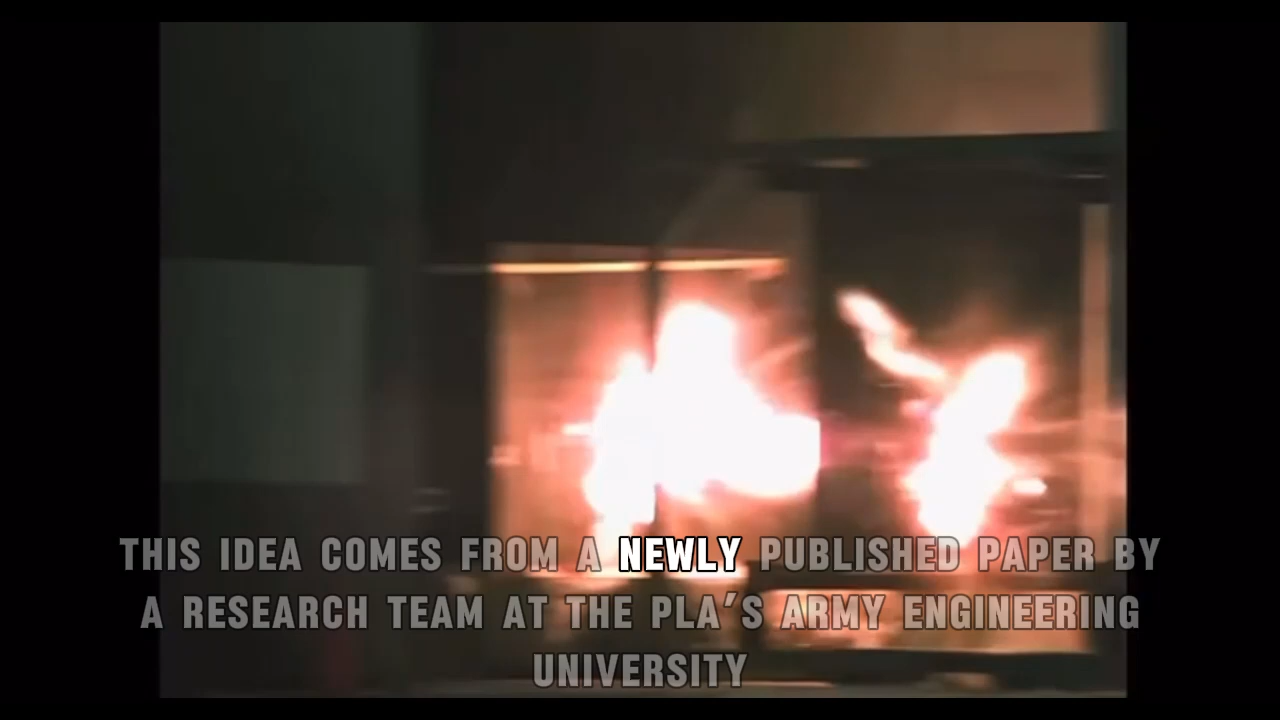 THIS IDEA COMES FROM A NEWLY PUBLISHED PAPER BY
A RESEARCH TEAM AT THE PLA'S ARMY ENGINEERING
UNIVERSITY